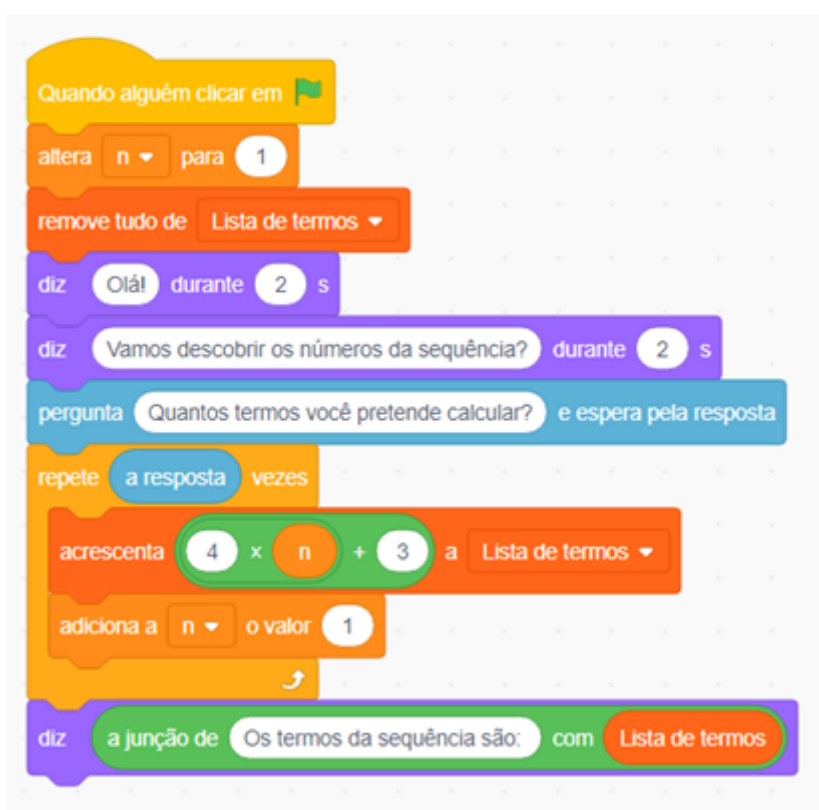 Quando alguém clicar em
altera n para 1
remove tudo de Lista de termos
diz Olá! durante 2 s
diz Vamos descobrir os números da sequência? durante 2 s
pergunta Quantos termos você pretende calcular? e espera pela resposta
repete a resposta vezes
acrescenta 4 × n + 3 a Lista de termos
adiciona a n o valor 1
diz a junção de Os termos da sequência são: com Lista de termos